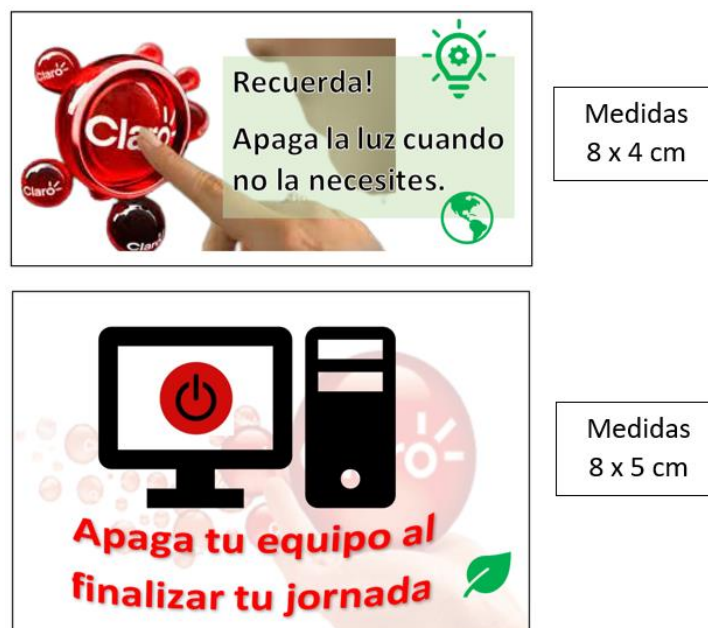 Claro
Claro
Claro
Claro
Recuerda!
Apaga la luz cuando
no la necesites.
Medidas
8 x 4 cm
Claro
Apaga tu equipo al
finalizar tu jornada
Medidas
8 x 5 cm